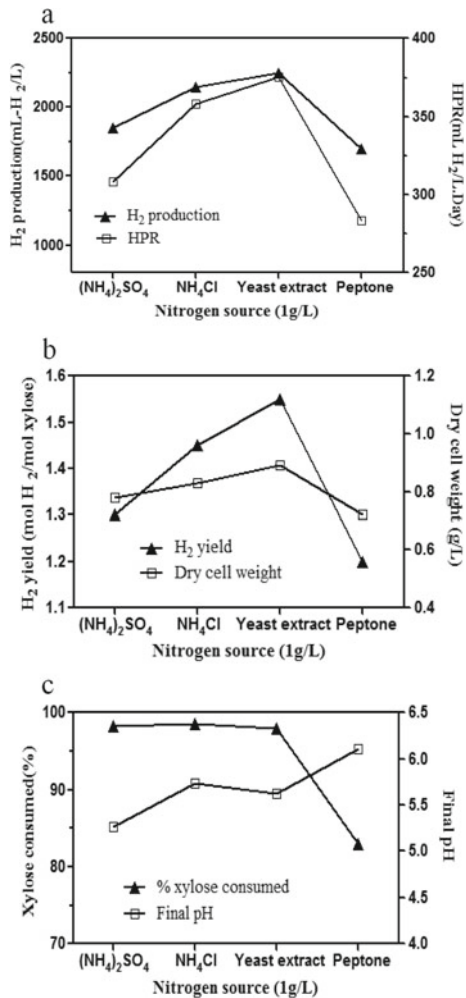 a
2500
2000
1500
1000
H₂ production(mL-H ₂/L)
400
350
300
250
HPR(mL H₂/L.Day)
H₂ production
HPR
(NH₄)₂SO₄ NH₄Cl Yeast extract Peptone
Nitrogen source (1g/L)
b
1.6
1.5
1.4
1.3
1.2
1.1
H₂ yield (mol H ₂/mol xylose)
1.2
1.0
0.8
0.6
0.4
Dry cell weight (g/L)
H₂ yield
Dry cell weight
(NH₄)₂SO₄ NH₄Cl Yeast extract Peptone
Nitrogen source (1g/L)
c
100
90
80
70
Xylose consumed(%)
6.5
6.0
5.5
5.0
4.5
4.0
Final pH
% xylose consumed
Final pH
(NH₄)₂SO₄ NH₄Cl Yeast extract Peptone
Nitrogen source (1g/L)